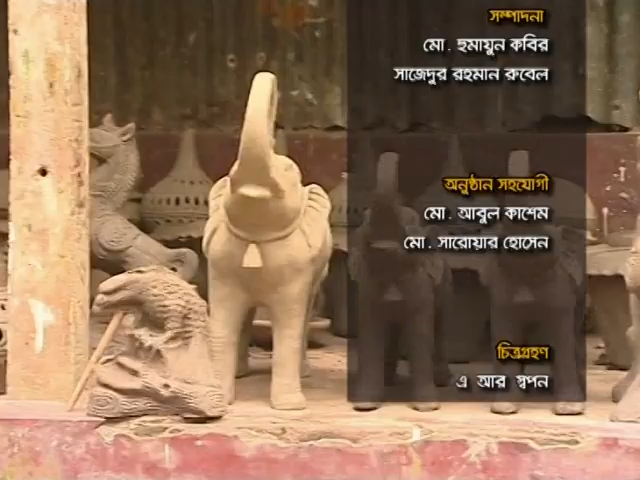 সম্পাদনা
মো. হুমায়ুন কবির
সাজেদুর রহমান রুবেল
অনুষ্ঠান সহযোগী
মো. আবুল কাশেম
মো. সারোয়ার হোসেন
চিত্রগ্রহণ
এ আর স্বপন